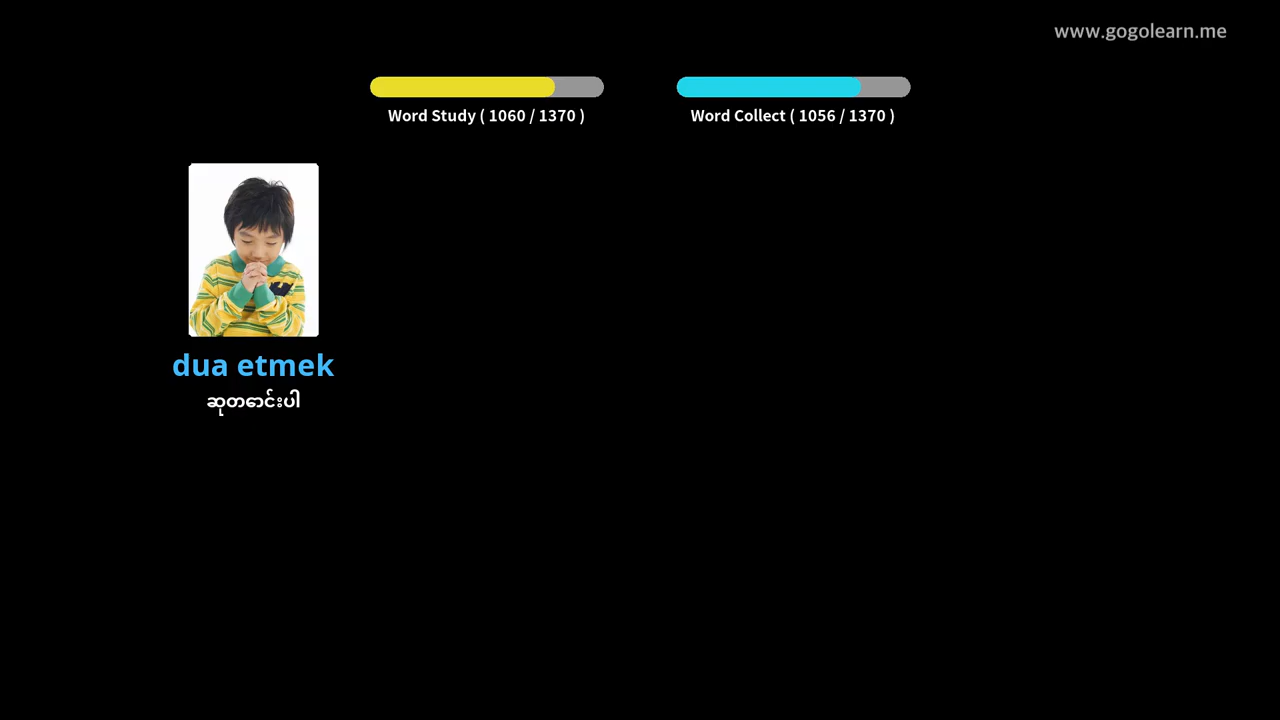 www.gogolearn.me
Word Study ( 1060 / 1370 )
Word Collect ( 1056 / 1370 )
dua etmek
ဆုတောင်းပါ